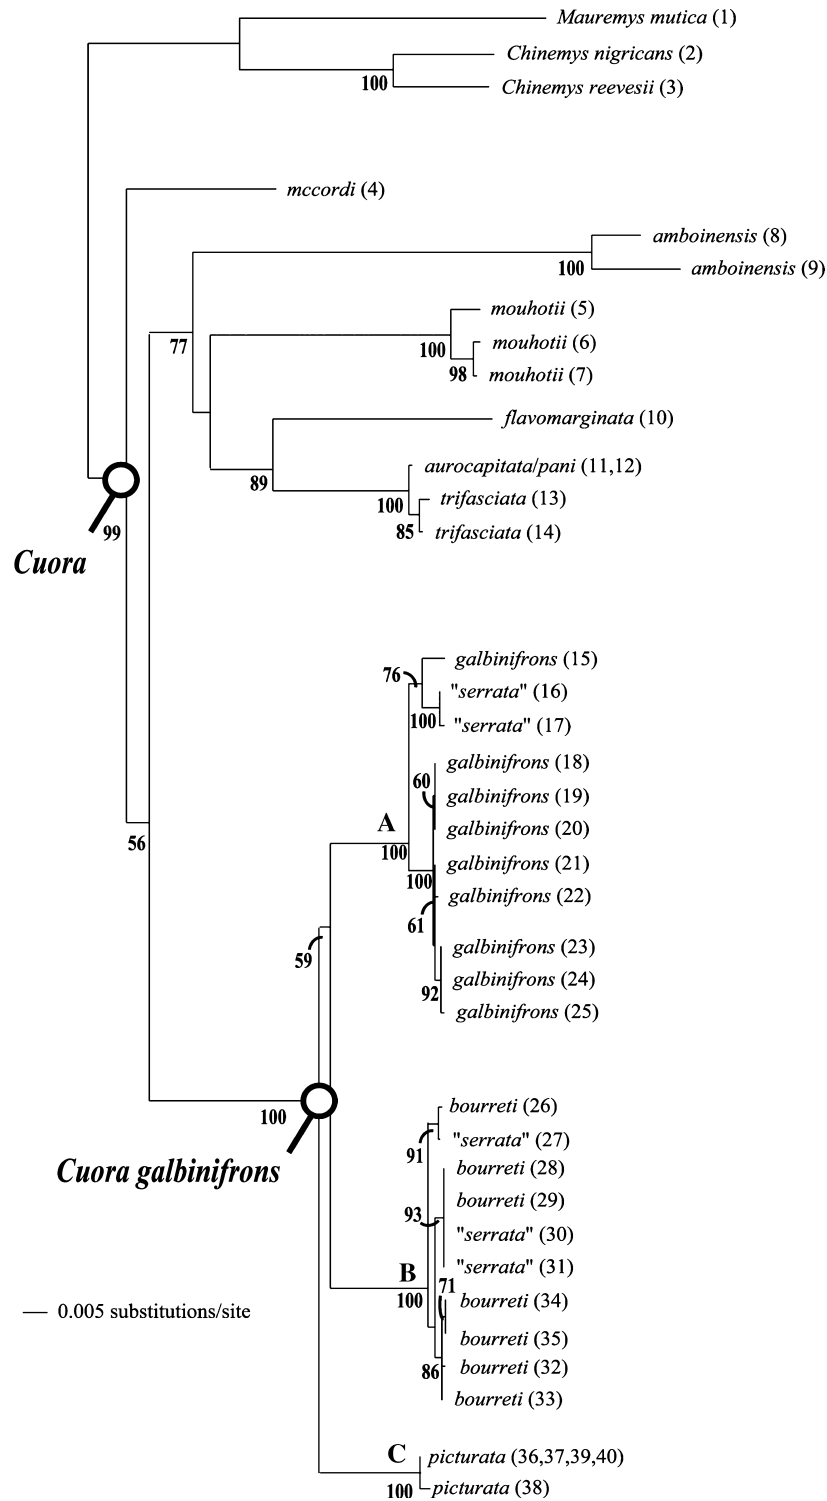 Mauremys mutica (1)
Chinemys nigricans (2)
100
Chinemys reevesii (3)
mccordi (4)
amboinensis (8)
100
amboinensis (9)
mouhotii (5)
77
100
mouhotii (6)
98
mouhotii (7)
flavomarginata (10)
89
aurocapitata/pani (11,12)
100
trifasciata (13)
85
trifasciata (14)
99
Cuora
galbinifrons (15)
76
"serrata" (16)
100
"serrata" (17)
galbinifrons (18)
60
galbinifrons (19)
A
galbinifrons (20)
56
100
galbinifrons (21)
100
galbinifrons (22)
61
galbinifrons (23)
59
galbinifrons (24)
92
galbinifrons (25)
100
Cuora galbinifrons
bourreti (26)
"serrata" (27)
91
bourreti (28)
bourreti (29)
93
"serrata" (30)
B
"serrata" (31)
71
100
bourreti (34)
0.005 substitutions/site
bourreti (35)
86
bourreti (32)
bourreti (33)
C
picturata (36,37,39,40)
100
picturata (38)